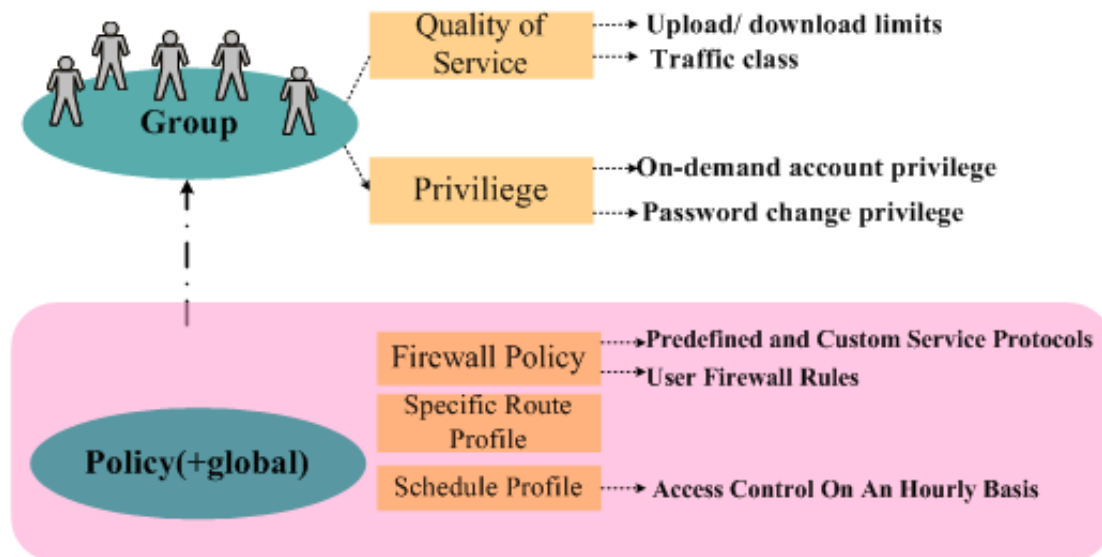 Group
Quality of
Service
Upload/ download limits
Traffic class
Priviliege
On-demand account privilege
Password change privilege
Policy(+global)
Firewall Policy
Predefined and Custom Service Protocols
User Firewall Rules
Specific Route
Profile
Schedule Profile
Access Control On An Hourly Basis